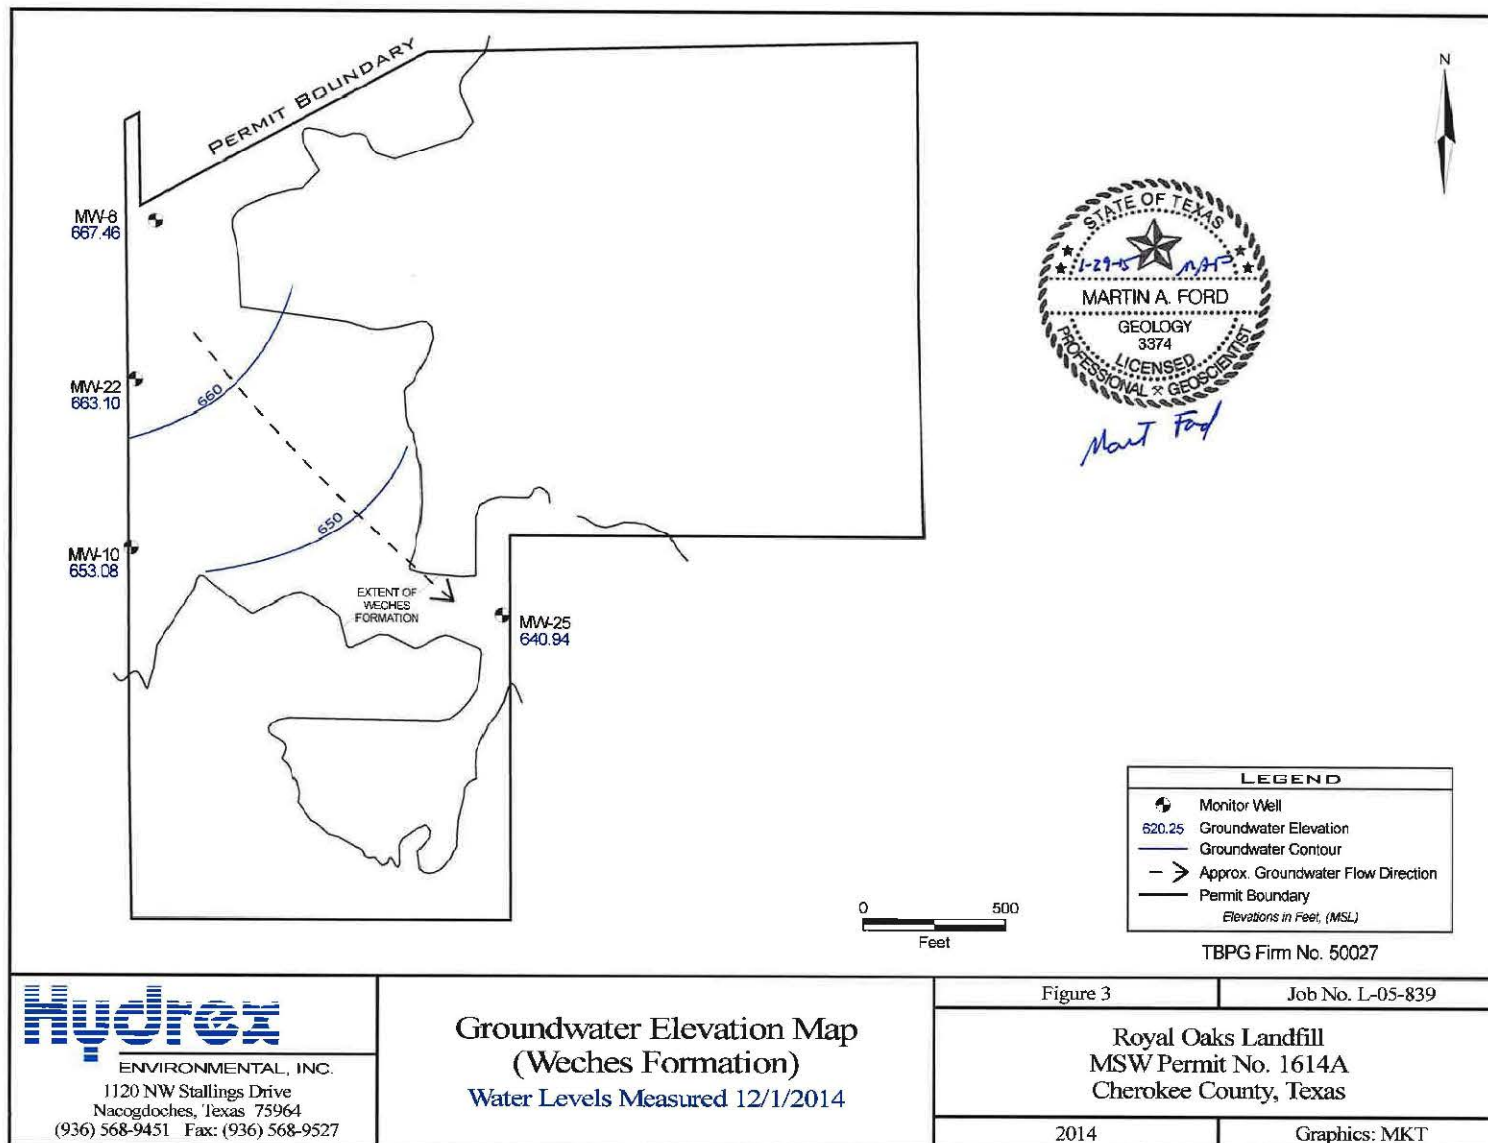 PERMIT BOUNDARY
N
MW-8
667.46
MW-22
663.10
MW-10
653.08
660
650
EXTENT OF
WECHES
FORMATION
MW-25
640.94
STATE OF TEXAS
1-29-15 MAF
MARTIN A. FORD
GEOLOGY
3374
LICENSED
PROFESSIONAL GEOSCIENTIST
Mart Ford
LEGEND
Monitor Well
620.25 Groundwater Elevation
Groundwater Contour
Approx. Groundwater Flow Direction
Permit Boundary
Elevations in Feet, (MSL)
0 500
Feet
TBPG Firm No. 50027
Hydrex
ENVIRONMENTAL, INC.
1120 NW Stallings Drive
Nacogdoches, Texas 75964
(936) 568-9451 Fax: (936) 568-9527
Groundwater Elevation Map
(Weches Formation)
Water Levels Measured 12/1/2014
Figure 3
Job No. L-05-839
Royal Oaks Landfill
MSW Permit No. 1614A
Cherokee County, Texas
2014
Graphics: MKT